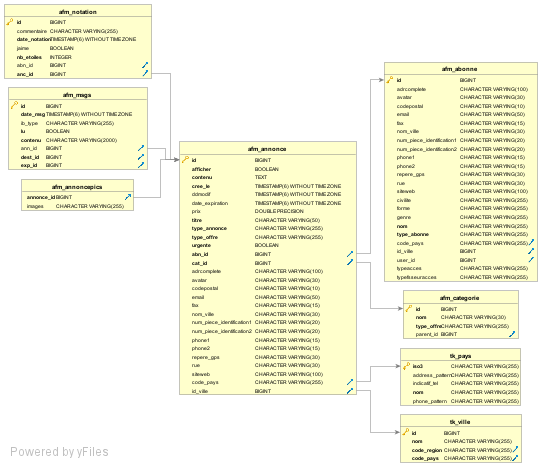 afm_notation
id BIGINT
commentaire CHARACTER VARYING(255)
date_notation TIMESTAMP(6) WITHOUT TIME ZONE
jaime BOOLEAN
nb_etoiles INTEGER
abn_id BIGINT
anc_id BIGINT
afm_msgs
id BIGINT
date_msg TIMESTAMP(6) WITHOUT TIME ZONE
ib_type CHARACTER VARYING(255)
lu BOOLEAN
contenu CHARACTER VARYING(2000)
ann_id BIGINT
dest_id BIGINT
exp_id BIGINT
afm_annoncepics
annonce_id BIGINT
images CHARACTER VARYING(255)
afm_annonce
id BIGINT
afficher BOOLEAN
contenu TEXT
cree_le TIMESTAMP(6) WITHOUT TIME ZONE
ddmodif TIMESTAMP(6) WITHOUT TIME ZONE
date_expiration TIMESTAMP(6) WITHOUT TIME ZONE
prix DOUBLE PRECISION
titre CHARACTER VARYING(50)
type_annonce CHARACTER VARYING(255)
type_offre CHARACTER VARYING(255)
urgente BOOLEAN
abn_id BIGINT
cat_id BIGINT
adrcomplete CHARACTER VARYING(100)
avatar CHARACTER VARYING(30)
codepostal CHARACTER VARYING(10)
email CHARACTER VARYING(50)
fax CHARACTER VARYING(15)
nom_ville CHARACTER VARYING(30)
num_piece_identification1 CHARACTER VARYING(20)
num_piece_identification2 CHARACTER VARYING(20)
phone1 CHARACTER VARYING(15)
phone2 CHARACTER VARYING(15)
repere_gps CHARACTER VARYING(30)
rue CHARACTER VARYING(30)
siteweb CHARACTER VARYING(100)
code_pays CHARACTER VARYING(255)
id_ville BIGINT
afm_abonne
id BIGINT
adrcomplete CHARACTER VARYING(100)
avatar CHARACTER VARYING(30)
codepostal CHARACTER VARYING(10)
email CHARACTER VARYING(50)
fax CHARACTER VARYING(15)
nom_ville CHARACTER VARYING(30)
num_piece_identification1 CHARACTER VARYING(20)
num_piece_identification2 CHARACTER VARYING(20)
phone1 CHARACTER VARYING(15)
phone2 CHARACTER VARYING(15)
repere_gps CHARACTER VARYING(30)
rue CHARACTER VARYING(30)
siteweb CHARACTER VARYING(100)
civilite CHARACTER VARYING(255)
forme CHARACTER VARYING(255)
genre CHARACTER VARYING(255)
nom CHARACTER VARYING(255)
type_abonne CHARACTER VARYING(255)
code_pays CHARACTER VARYING(255)
id_ville BIGINT
user_id BIGINT
typeacces CHARACTER VARYING(255)
CHARACTER VARYING(255)
afm_categorie
id BIGINT
nom CHARACTER VARYING(30)
type_offre CHARACTER VARYING(255)
parent_id BIGINT
tk_pays
iso3 CHARACTER VARYING(255)
address_pattern CHARACTER VARYING(255)
indicatif_tel CHARACTER VARYING(255)
nom CHARACTER VARYING(255)
phone_pattern CHARACTER VARYING(255)
tk_ville
id BIGINT
nom CHARACTER VARYING(255)
code_region CHARACTER VARYING(255)
code_pays CHARACTER VARYING(255)
Powered by yFiles